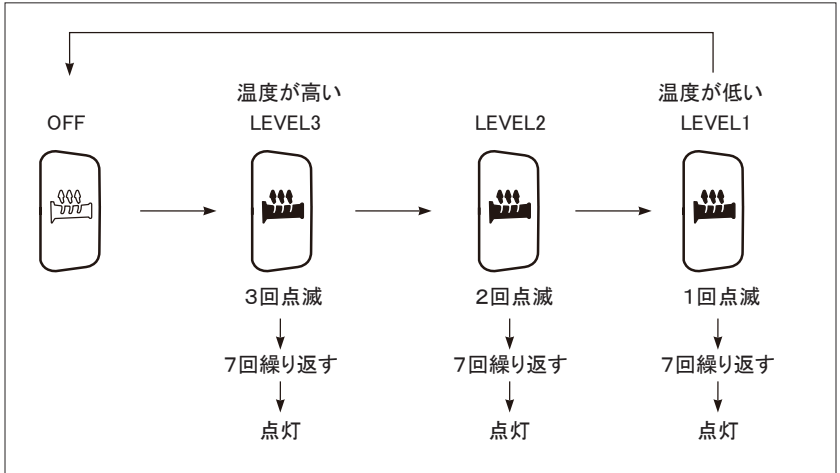 温度が高い
温度が低い
OFF
LEVEL3
LEVEL2
LEVEL1
3回点滅
2回点滅
1回点滅
7回繰り返す
7回繰り返す
7回繰り返す
点灯
点灯
点灯